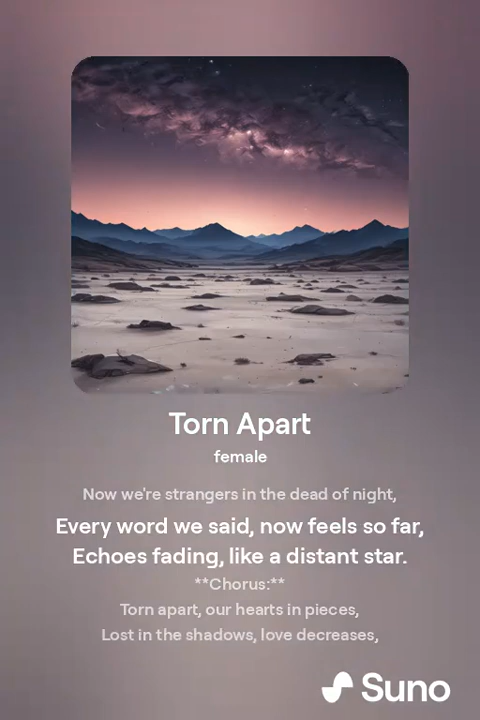 Torn Apart
female
Now we're strangers in the dead of night,
Every word we said, now feels so far,
Echoes fading, like a distant star.
**Chorus:**
Torn apart, our hearts in pieces,
Lost in the shadows, love decreases,
Suno